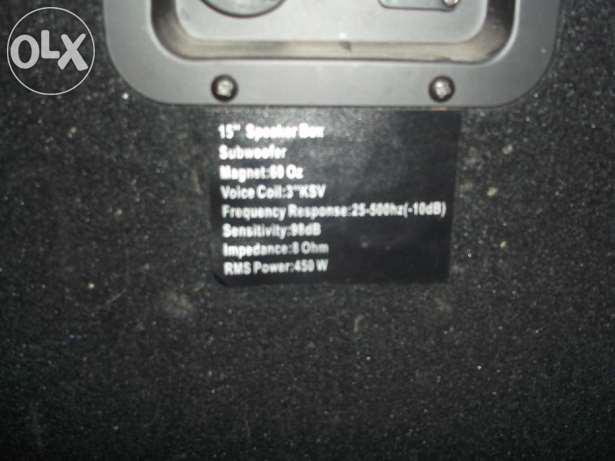 OLX
15" Speaker Box
Subwoofer
Magnet:60 Oz
Voice Coil:3"KSV
Frequency Response:25-500hz(-10dB)
Sensitivity:98dB
Impedance:8 Ohm
RMS Power:450 W